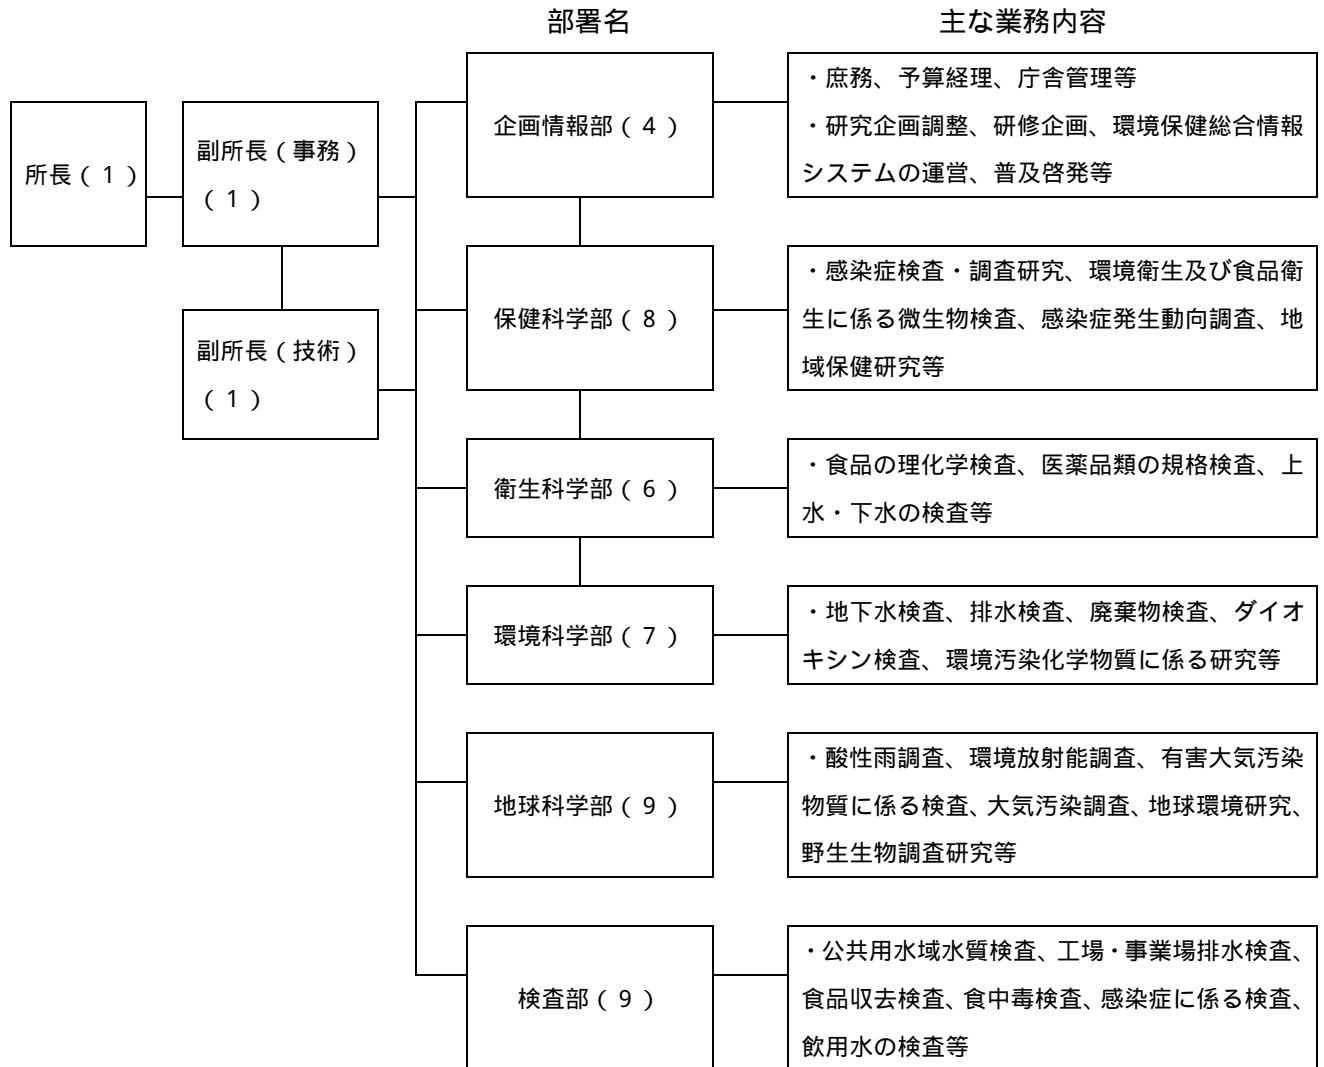 部署名
主な業務内容
所長(1)
副所長(事務)
(1)
副所長(技術)
(1)
企画情報部(4)
・庶務、予算経理、庁舎管理等
・研究企画調整、研修企画、環境保健総合情報
システムの運営、普及啓発等
保健科学部(8)
・感染症検査・調査研究、環境衛生及び食品衛
生に係る微生物検査、感染症発生動向調査、地
域保健研究等
衛生科学部(6)
・食品の理化学検査、医薬品類の規格検査、上
水・下水の検査等
環境科学部(7)
・地下水検査、排水検査、廃棄物検査、ダイオ
キシン検査、環境汚染化学物質に係る研究等
地球科学部(9)
・酸性雨調査、環境放射能調査、有害大気汚染
物質に係る検査、大気汚染調査、地球環境研究、
野生生物調査研究等
検査部(9)
・公共用水域水質検査、工場・事業場排水検査、
食品収去検査、食中毒検査、感染症に係る検査、
飲用水の検査等